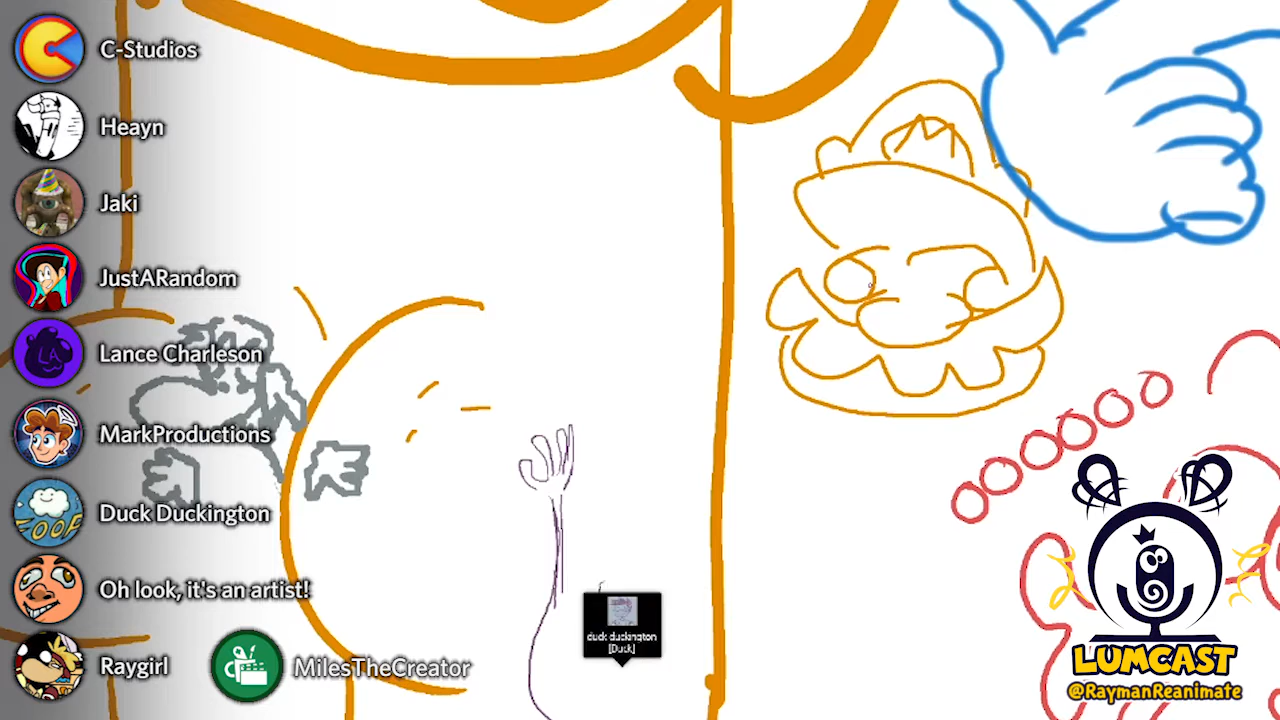 C-Studios
Heayn
Jaki
JustARandom
Lance Charleson
MarkProductions
Duck Duckington
Oh look, it's an artist!
Raygirl
MilesTheCreator
duck duckington
[Duck]
LUMCAST
@RaymanReanimate